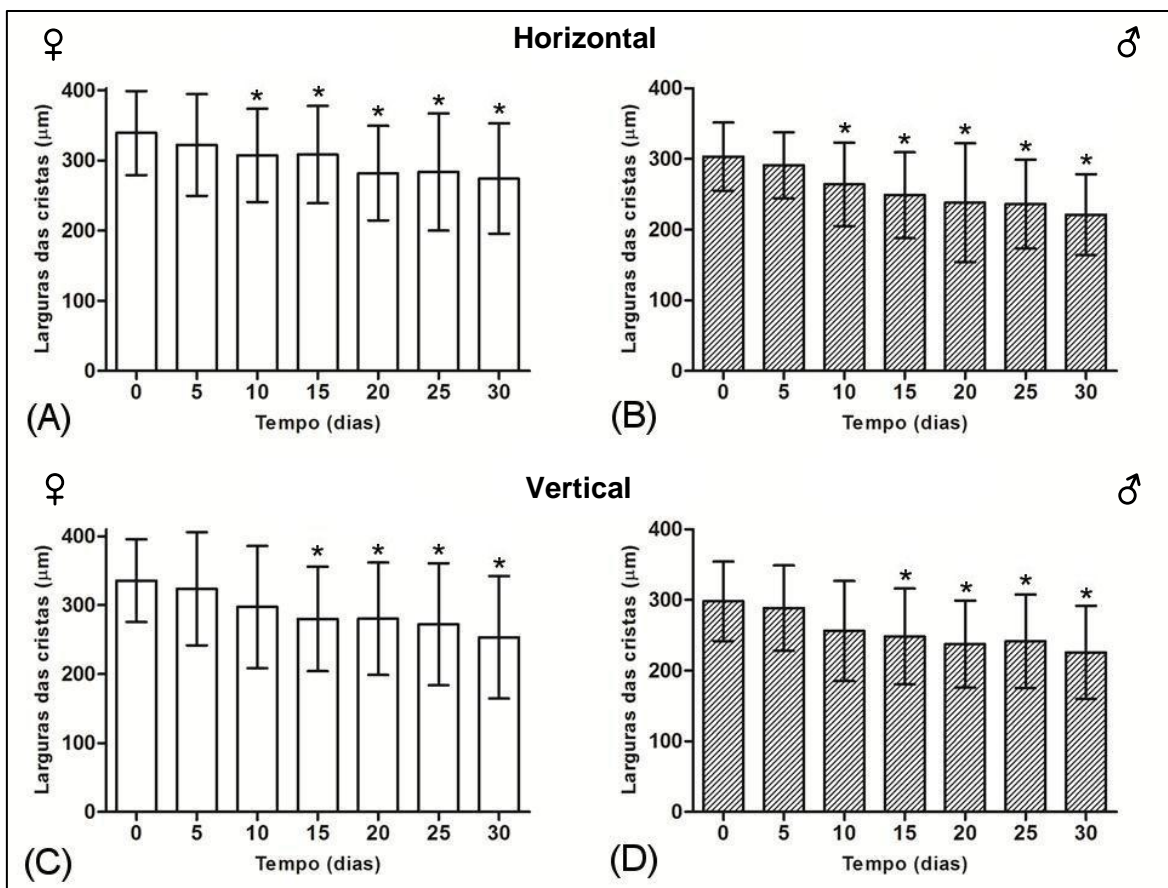 ♀ Horizontal ♂
Larguras das cristas (μm)
400
300
200
100
0
* * * * *
0 5 10 15 20 25 30
Tempo (dias)
(A)
Larguras das cristas (μm)
400
300
200
100
0
* * * * *
0 5 10 15 20 25 30
Tempo (dias)
(B)
♀ Vertical ♂
Larguras das cristas (μm)
400
300
200
100
0
* * * *
0 5 10 15 20 25 30
Tempo (dias)
(C)
Larguras das cristas (μm)
400
300
200
100
0
* * * *
0 5 10 15 20 25 30
Tempo (dias)
(D)